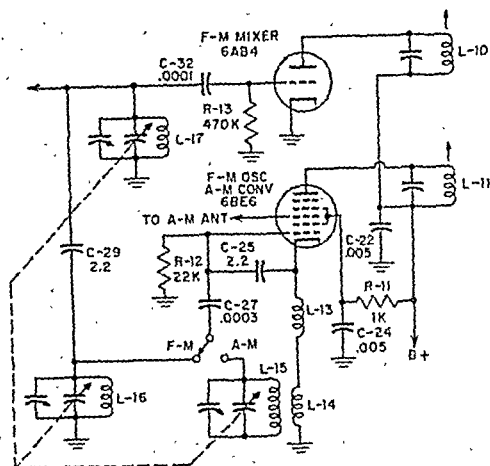 F-M MIXER
6AB4
C-32
.0001
L-10
R-13
470K
L-17
F-M OSC
A-M CONV
6BE6
L-11
TO A-M ANT
C-29
2.2
R-12
22K
C-25
2.2
C-22
.005
R-11
1K
C-27
.0003
L-13
C-24
.005
B+
F-M
A-M
L-15
L-16
L-14